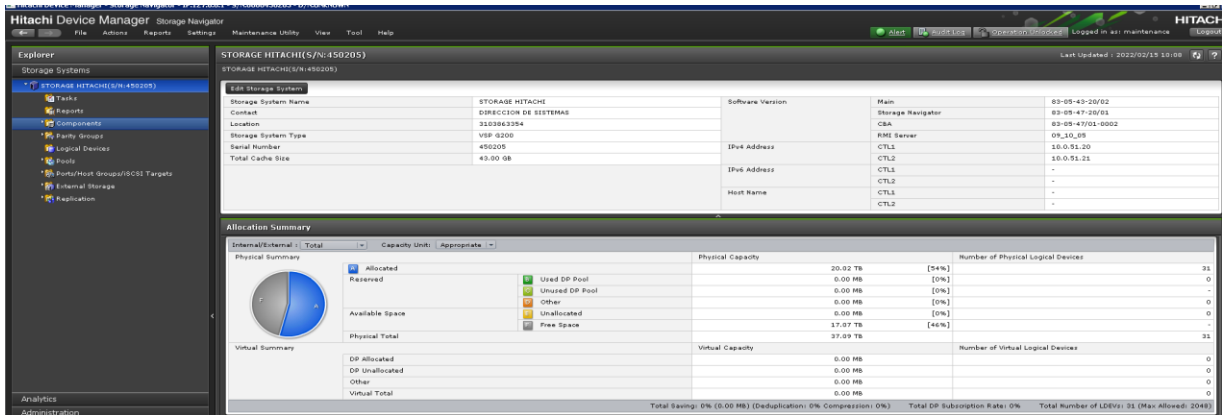 Hitachi Device Manager - Storage Navigator - IP:127.0.0.1 - S/N:0000450205 - D/K:UNKNOWN
Hitachi Device Manager Storage Navigator HITACHI
File Actions Reports Settings Maintenance Utility View Tool Help Alert Audit Log Operation Unlocked Logged in as: maintenance Logout
Explorer
Storage Systems
STORAGE HITACHI(S/N:450205)
Tasks
Reports
Components
Parity Groups
Logical Devices
Pools
Ports/Host Groups/iSCSI Targets
External Storage
Replication
Analytics
Administration
STORAGE HITACHI(S/N:450205) Last Updated : 2022/02/15 10:08
STORAGE HITACHI(S/N:450205)
Edit Storage System
Storage System Name STORAGE HITACHI Software Version Main 83-05-43-20/02
Contact DIRECCION DE SISTEMAS Storage Navigator 83-05-47-20/01
Location 3103863354 CBA 83-05-47/01-0002
Storage System Type VSP G200 RMI Server 09_10_05
Serial Number 450205 IPv4 Address CTL1 10.0.51.20
Total Cache Size 43.00 GB CTL2 10.0.51.21
IPv6 Address CTL1 -
CTL2 -
Host Name CTL1 -
CTL2 -
Allocation Summary
Internal/External : Total Capacity Unit: Appropriate
Physical Summary Physical Capacity Number of Physical Logical Devices
A Allocated 20.02 TB [54%] 31
Reserved Used DP Pool 0.00 MB [0%] 0
Unused DP Pool 0.00 MB [0%] -
Other 0.00 MB [0%] 0
Available Space Unallocated 0.00 MB [0%] 0
F Free Space 17.07 TB [46%] -
Physical Total 37.09 TB 31
Virtual Summary Virtual Capacity Number of Virtual Logical Devices
DP Allocated 0.00 MB 0
DP Unallocated 0.00 MB 0
Other 0.00 MB 0
Virtual Total 0.00 MB 0
Total Saving: 0% (0.00 MB) (Deduplication: 0% Compression: 0%) Total DP Subscription Rate: 0% Total Number of LDEVs: 31 (Max Allowed: 2048)